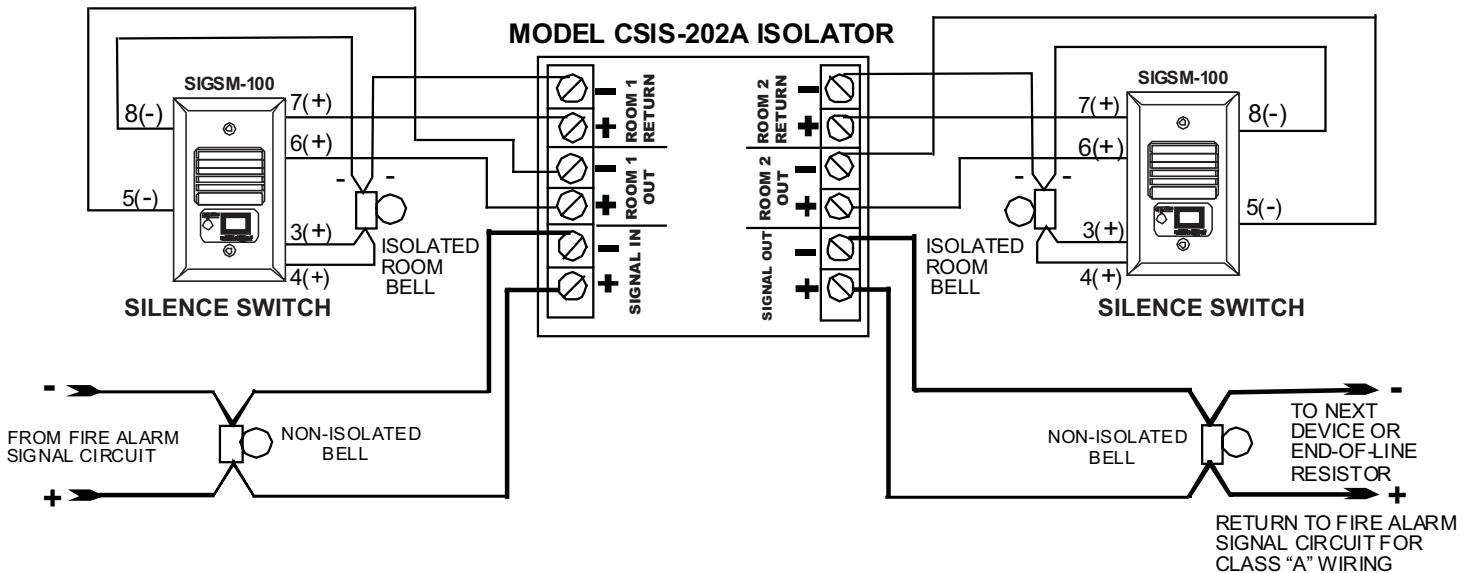 MODEL CSIS-202A ISOLATOR
SIGSM-100
8(-)
7(+)
6(+)
5(-)
3(+)
4(+)
- -
SILENCE SWITCH
ISOLATED
ROOM
BELL
-
+
ROOM 1
RETURN
-
+
ROOM 1
OUT
-
+
SIGNAL IN
ROOM 2
RETURN
-
+
ROOM 2
OUT
-
+
SIGNAL OUT
-
+
SIGSM-100
7(+)
8(-)
6(+)
5(-)
3(+)
4(+)
- -
ISOLATED
ROOM
BELL
SILENCE SWITCH
-
FROM FIRE ALARM
SIGNAL CIRCUIT
+
NON-ISOLATED
BELL
NON-ISOLATED
BELL
-
TO NEXT
DEVICE OR
END-OF-LINE
RESISTOR
+
RETURN TO FIRE ALARM
SIGNAL CIRCUIT FOR
CLASS “A” WIRING